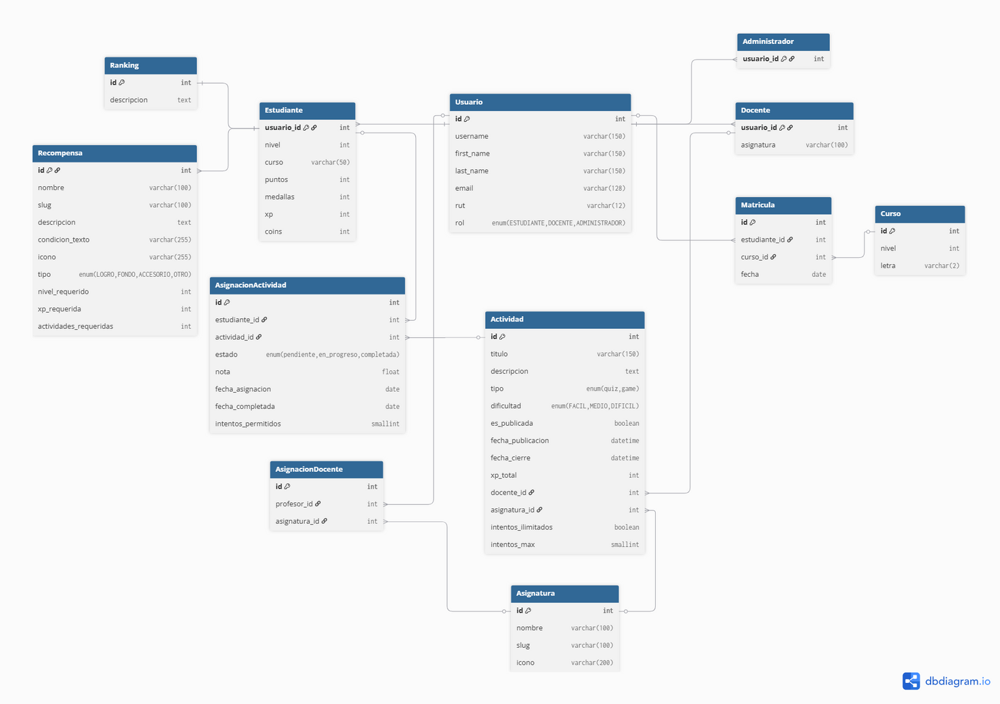 Ranking
id int
descripcion text
Recompensa
id int
nombre varchar(100)
slug varchar(100)
descripcion text
condicion_texto varchar(255)
icono varchar(255)
tipo enum(LOGRO,FONDO,ACCESORIO,OTRO)
nivel_requerido int
xp_requerida int
actividades_requeridas int
Estudiante
usuario_id int
nivel int
curso varchar(50)
puntos int
medallas int
xp int
coins int
Usuario
id int
username varchar(150)
first_name varchar(150)
last_name varchar(150)
email varchar(128)
rut varchar(12)
rol enum(ESTUDIANTE,DOCENTE,ADMINISTRADOR)
Administrador
usuario_id int
Docente
usuario_id int
asignatura varchar(100)
Matricula
id int
estudiante_id int
curso_id int
fecha date
Curso
id int
nivel int
letra varchar(2)
AsignacionActividad
id int
estudiante_id int
actividad_id int
estado enum(pendiente,en_progreso,completada)
nota float
fecha_asignacion date
fecha_completada date
intentos_permitidos smallint
Actividad
id int
titulo varchar(150)
descripcion text
tipo enum(quiz,game)
dificultad enum(FACIL,MEDIO,DIFICIL)
es_publicada boolean
fecha_publicacion datetime
fecha_cierre datetime
xp_total int
docente_id int
asignatura_id int
intentos_ilimitados boolean
intentos_max smallint
AsignacionDocente
id int
profesor_id int
asignatura_id int
Asignatura
id int
nombre varchar(100)
slug varchar(100)
icono varchar(200)
dbdiagram.io